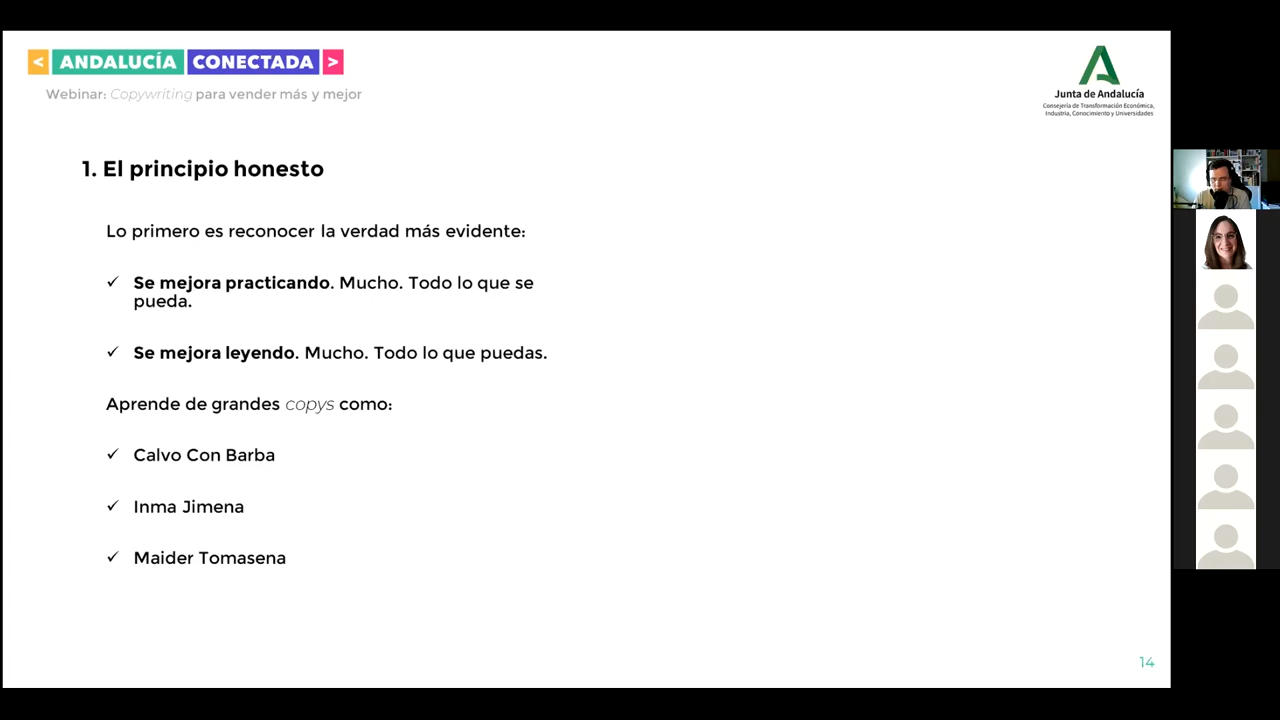 < ANDALUCÍA CONECTADA >
Webinar: Copywriting para vender más y mejor
Junta de Andalucía
Consejería de Transformación Económica,
Industria, Conocimiento y Universidades
1. El principio honesto
Lo primero es reconocer la verdad más evidente:
✓ Se mejora practicando. Mucho. Todo lo que se
pueda.
✓ Se mejora leyendo. Mucho. Todo lo que puedas.
Aprende de grandes copys como:
✓ Calvo Con Barba
✓ Inma Jimena
✓ Maider Tomasena
14